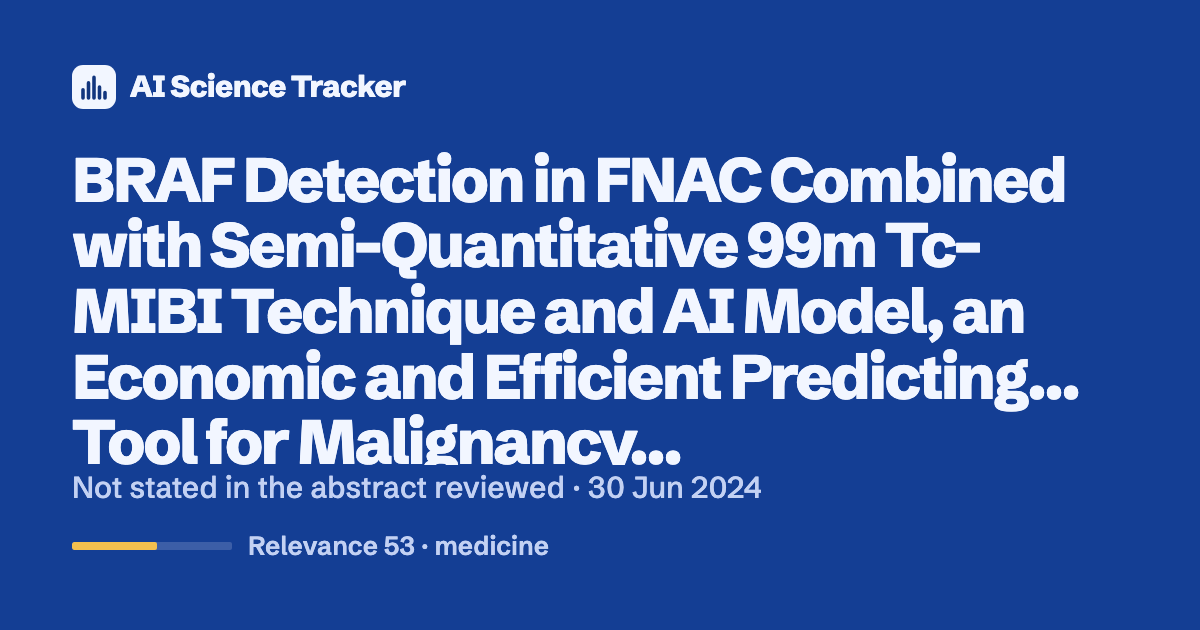 AI Science Tracker
BRAF Detection in FNAC Combined
with Semi-Quantitative 99m Tc-
MIBI Technique and AI Model, an
Economic and Efficient Predicting...
Tool for Malignancy...
Not stated in the abstract reviewed · 30 Jun 2024
Relevance 53 · medicine